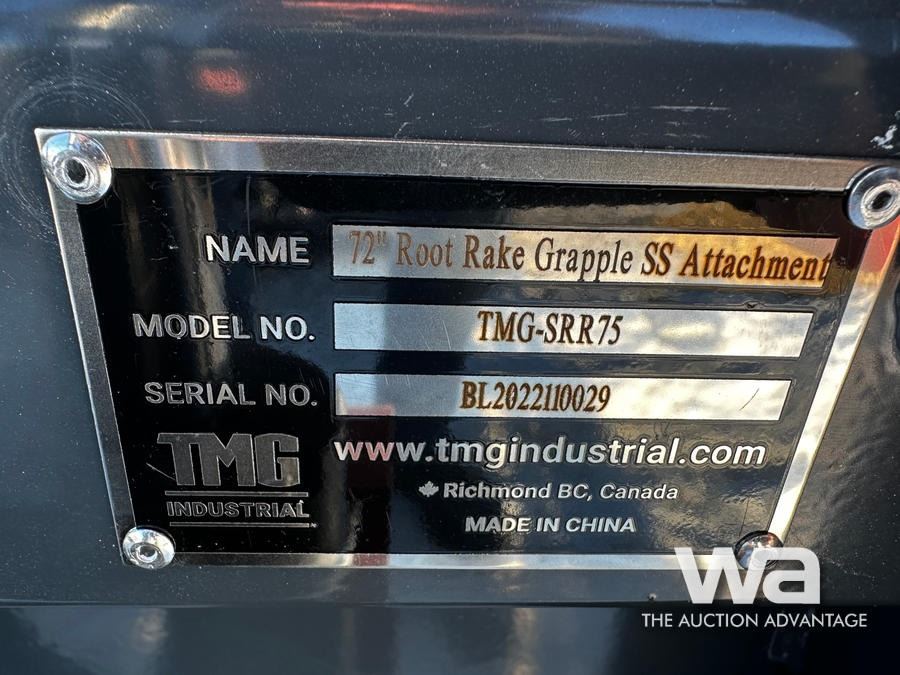 NAME 72" Root Rake Grapple SS Attachment
MODEL NO. TMG-SRR75
SERIAL NO. BL2022110029
TMG
INDUSTRIAL
www.tmgindustrial.com
Richmond BC, Canada
MADE IN CHINA
wa
THE AUCTION ADVANTAGE